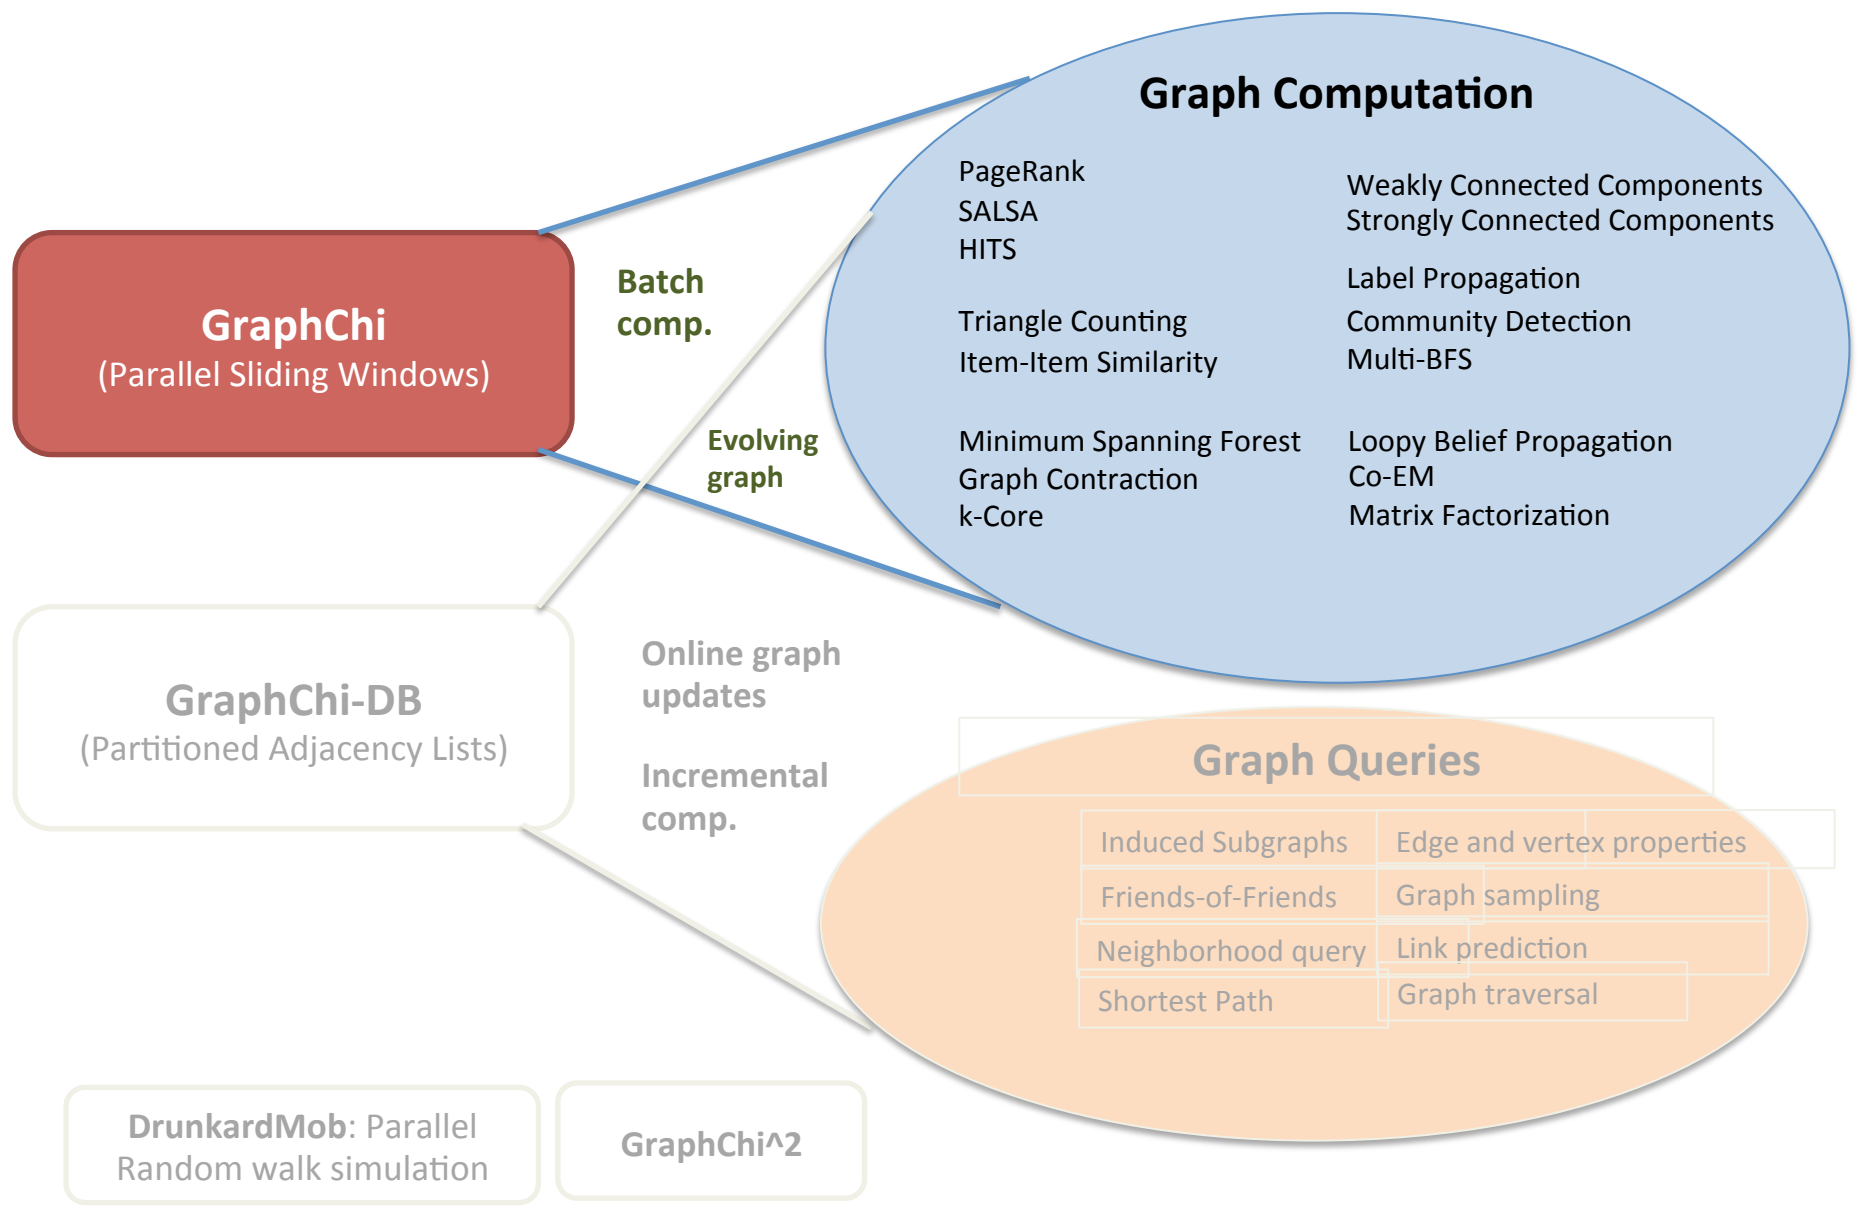 Graph Computation
PageRank
SALSA
HITS
Triangle Counting
Item-Item Similarity
Minimum Spanning Forest
Graph Contraction
k-Core
Weakly Connected Components
Strongly Connected Components
Label Propagation
Community Detection
Multi-BFS
Loopy Belief Propagation
Co-EM
Matrix Factorization
GraphChi
(Parallel Sliding Windows)
Batch
comp.
Evolving
graph
GraphChi-DB
(Partitioned Adjacency Lists)
Online graph
updates
Incremental
comp.
Graph Queries
Induced Subgraphs
Friends-of-Friends
Neighborhood query
Shortest Path
Edge and vertex properties
Graph sampling
Link prediction
Graph traversal
DrunkardMob: Parallel
Random walk simulation
GraphChi^2